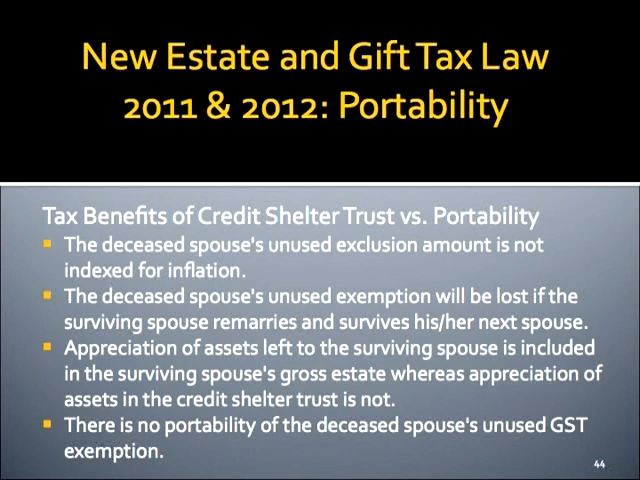 New Estate and Gift Tax Law
2011 & 2012: Portability
Tax Benefits of Credit Shelter Trust vs. Portability
The deceased spouse's unused exclusion amount is not
indexed for inflation.
The deceased spouse's unused exemption will be lost if the
surviving spouse remarries and survives his/her next spouse.
Appreciation of assets left to the surviving spouse is included
in the surviving spouse's gross estate whereas appreciation of
assets in the credit shelter trust is not.
There is no portability of the deceased spouse's unused GST
exemption.
44